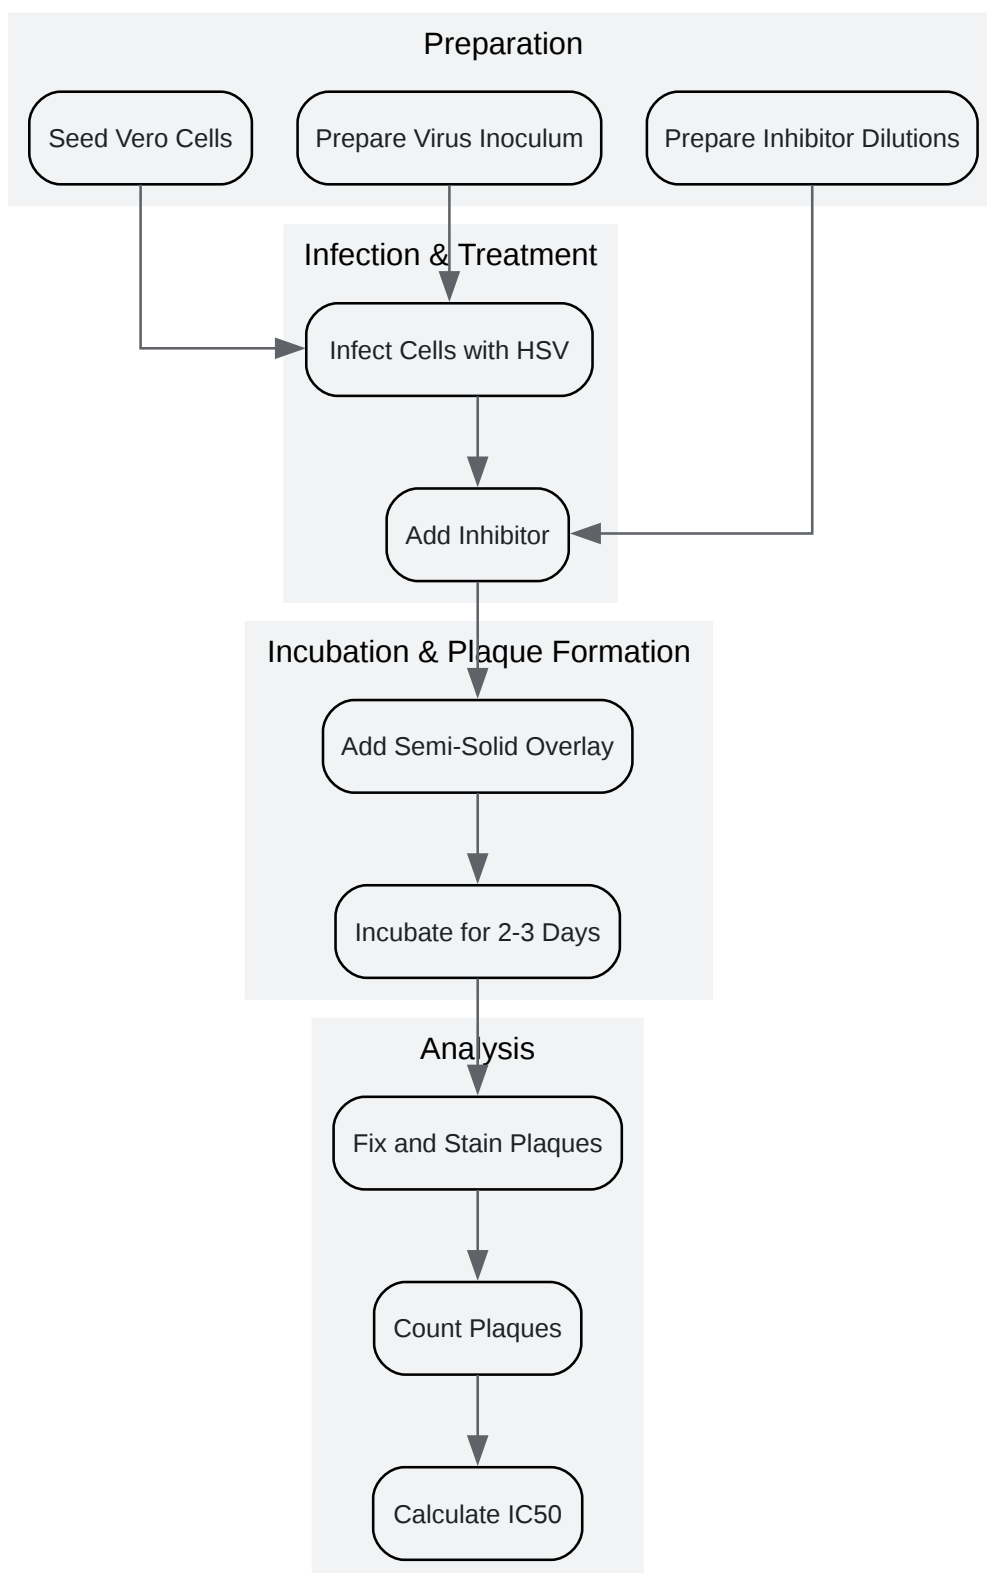 Preparation
Seed Vero Cells
Prepare Virus Inoculum
Prepare Inhibitor Dilutions
Infection & Treatment
Infect Cells with HSV
Add Inhibitor
Incubation & Plaque Formation
Add Semi-Solid Overlay
Incubate for 2-3 Days
Analysis
Fix and Stain Plaques
Count Plaques
Calculate IC50